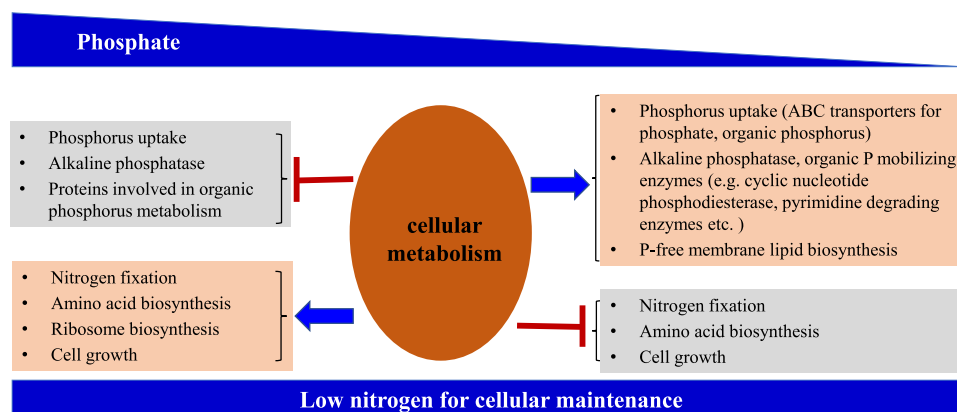 Phosphate
• Phosphorus uptake
• Alkaline phosphatase
• Proteins involved in organic
phosphorus metabolism
• Nitrogen fixation
• Amino acid biosynthesis
• Ribosome biosynthesis
• Cell growth
cellular
metabolism
• Phosphorus uptake (ABC transporters for
phosphate, organic phosphorus)
• Alkaline phosphatase, organic P mobilizing
enzymes (e.g. cyclic nucleotide
phosphodiesterase, pyrimidine degrading
enzymes etc. )
• P-free membrane lipid biosynthesis
• Nitrogen fixation
• Amino acid biosynthesis
• Cell growth
Low nitrogen for cellular maintenance